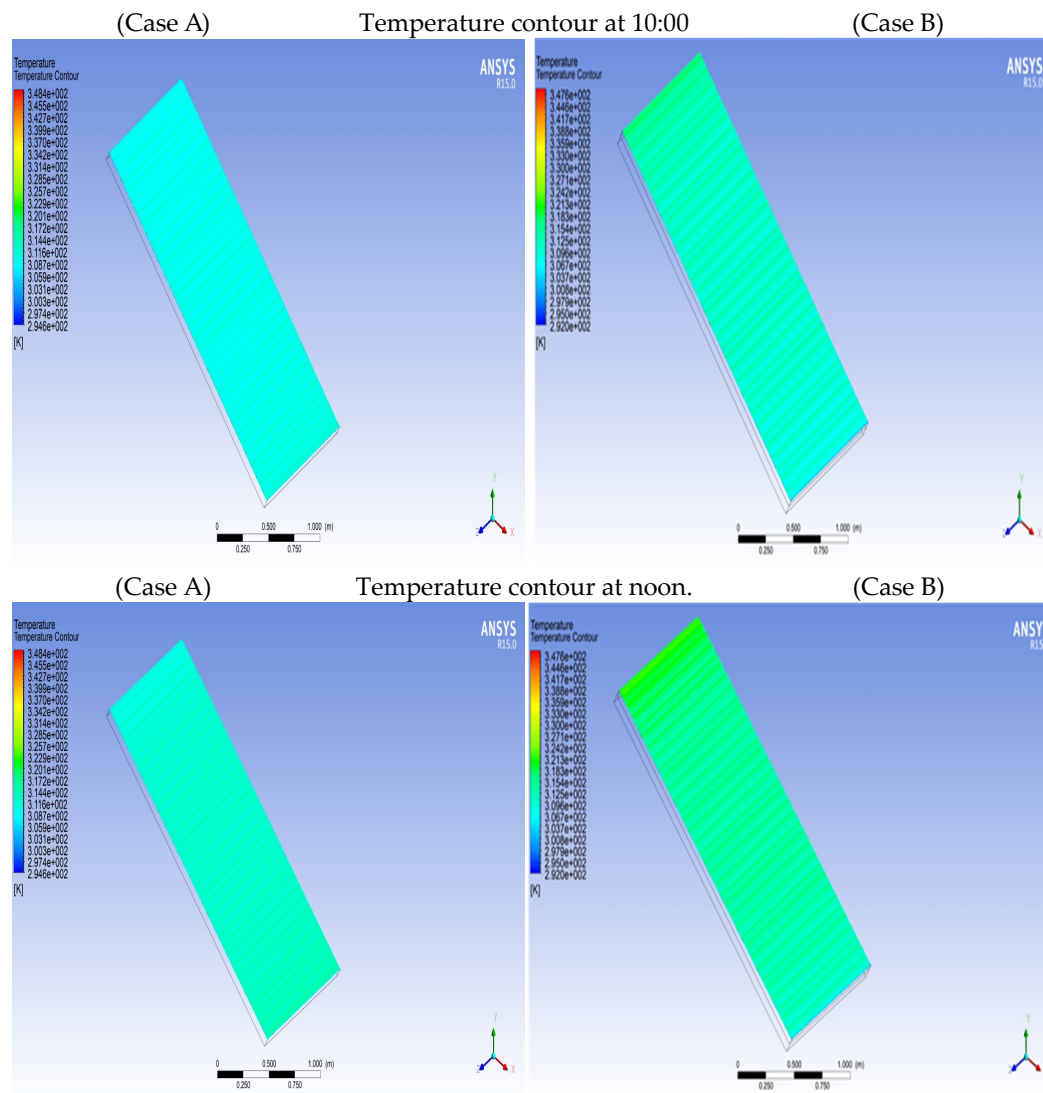 (Case A) Temperature contour at 10:00 (Case B)
Temperature
Temperature Contour
3.484e+002
3.455e+002
3.427e+002
3.399e+002
3.370e+002
3.342e+002
3.314e+002
3.285e+002
3.257e+002
3.229e+002
3.201e+002
3.172e+002
3.144e+002
3.116e+002
3.087e+002
3.059e+002
3.031e+002
3.003e+002
2.974e+002
2.946e+002
[K]
ANSYS
R15.0
0 0.500 1.000 (m)
0.250 0.750
Y
X
Z
Temperature
Temperature Contour
3.476e+002
3.446e+002
3.417e+002
3.388e+002
3.359e+002
3.330e+002
3.300e+002
3.271e+002
3.242e+002
3.213e+002
3.183e+002
3.154e+002
3.125e+002
3.096e+002
3.067e+002
3.037e+002
3.008e+002
2.979e+002
2.950e+002
2.920e+002
[K]
ANSYS
R15.0
0 0.500 1.000 (m)
0.250 0.750
Y
X
Z
(Case A) Temperature contour at noon. (Case B)
Temperature
Temperature Contour
3.484e+002
3.455e+002
3.427e+002
3.399e+002
3.370e+002
3.342e+002
3.314e+002
3.285e+002
3.257e+002
3.229e+002
3.201e+002
3.172e+002
3.144e+002
3.116e+002
3.087e+002
3.059e+002
3.031e+002
3.003e+002
2.974e+002
2.946e+002
[K]
ANSYS
R15.0
0 0.500 1.000 (m)
0.250 0.750
Y
X
Z
Temperature
Temperature Contour
3.476e+002
3.446e+002
3.417e+002
3.388e+002
3.359e+002
3.330e+002
3.300e+002
3.271e+002
3.242e+002
3.213e+002
3.183e+002
3.154e+002
3.125e+002
3.096e+002
3.067e+002
3.037e+002
3.008e+002
2.979e+002
2.950e+002
2.920e+002
[K]
ANSY
R15
0 0.500 1.000 (m)
0.250 0.750
Y
X
Z